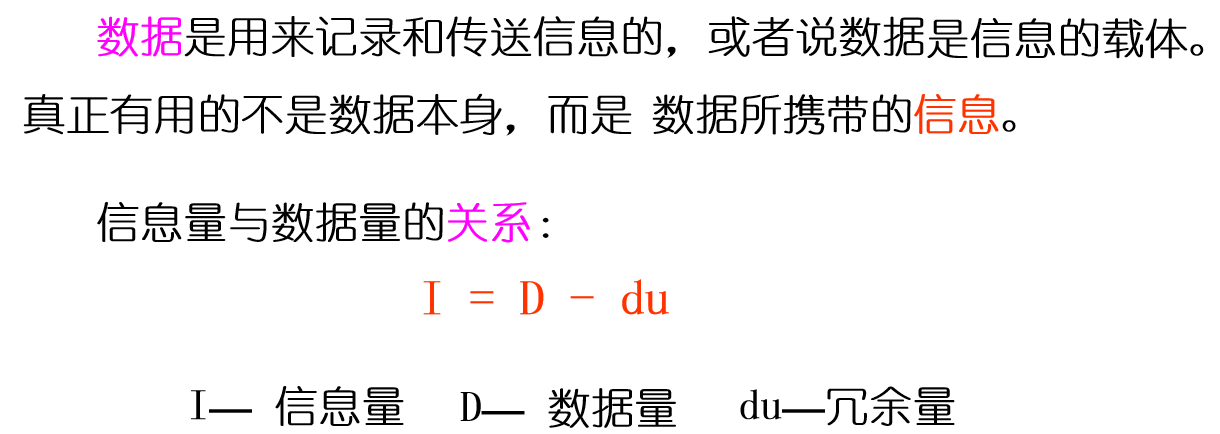 数据是用来记录和传送信息的，或者说数据是信息的载体。
真正有用的不是数据本身，而是 数据所携带的信息。
信息量与数据量的关系：
I = D - du
I— 信息量 D— 数据量 du—冗余量